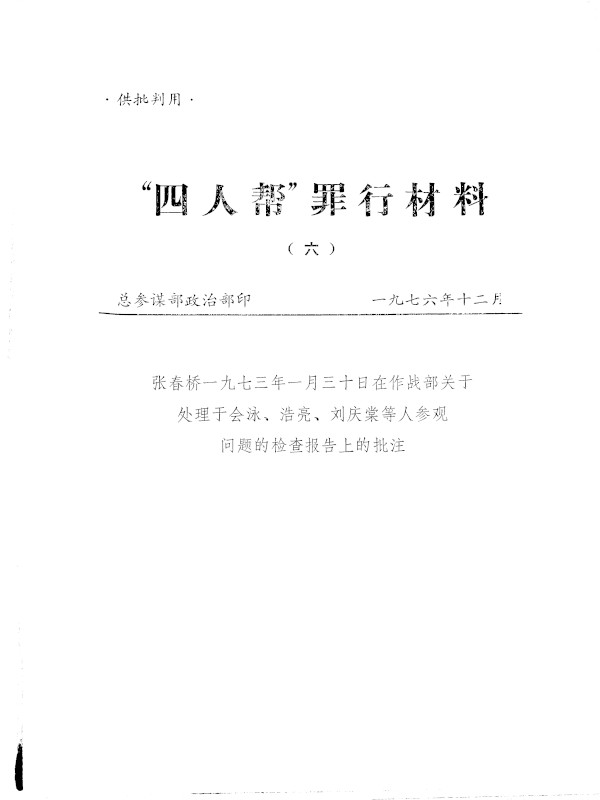 ·供批判用·
“四人帮”罪行材料
（六）
总参谋部政治部印 一九七六年十二月
张春桥一九七三年一月三十日在作战部关于
处理于会泳、浩亮、刘庆棠等人参观
问题的检查报告上的批注